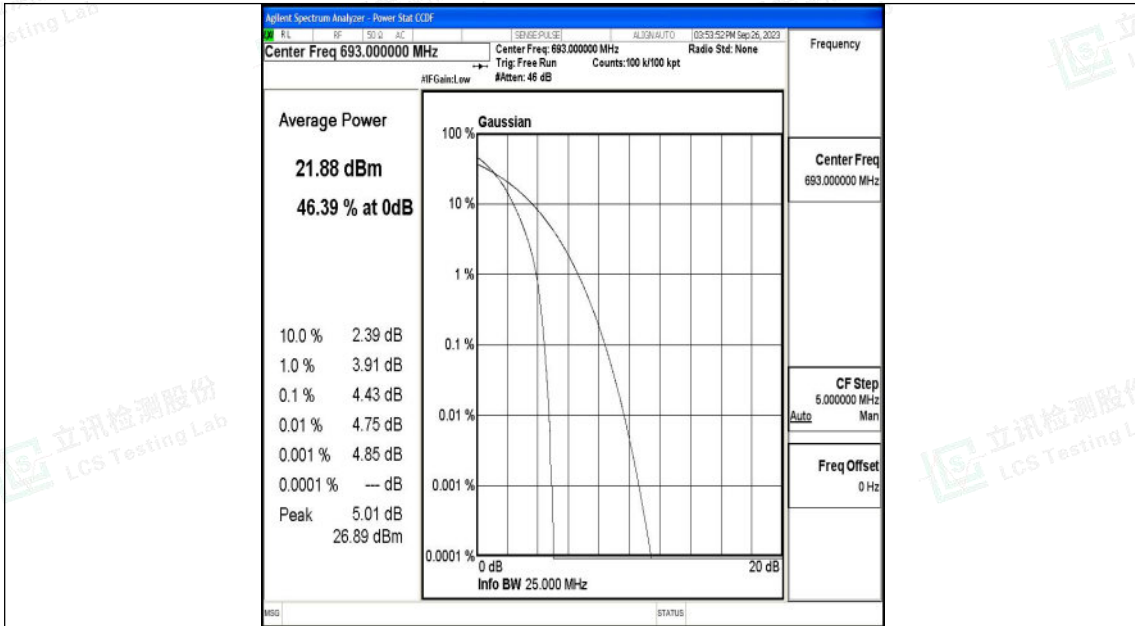 Agilent Spectrum Analyzer - Power Stat CCDF
RL RF 50 Ω AC SENSE:PULSE ALIGNAUTO 03:53:52 PM Sep 26, 2023
Center Freq 693.000000 MHz
Center Freq: 693.000000 MHz
Radio Std: None
Trig: Free Run Counts:100 k/100 kpt
#IFGain:Low #Atten: 46 dB
Frequency
Average Power
21.88 dBm
46.39 % at 0dB
10.0 % 2.39 dB
1.0 % 3.91 dB
0.1 % 4.43 dB
0.01 % 4.75 dB
0.001 % 4.85 dB
0.0001 % --- dB
Peak 5.01 dB
26.89 dBm
Gaussian
100 %
10 %
1 %
0.1 %
0.01 %
0.001 %
0.0001 %
0 dB 20 dB
Info BW 25.000 MHz
Center Freq
693.000000 MHz
CF Step
5.000000 MHz
Auto Man
Freq Offset
0 Hz
MSG STATUS
立讯检测股份
LCS Testing Lab
立讯检测股份
LCS Testing L
sting Lab
立
LC